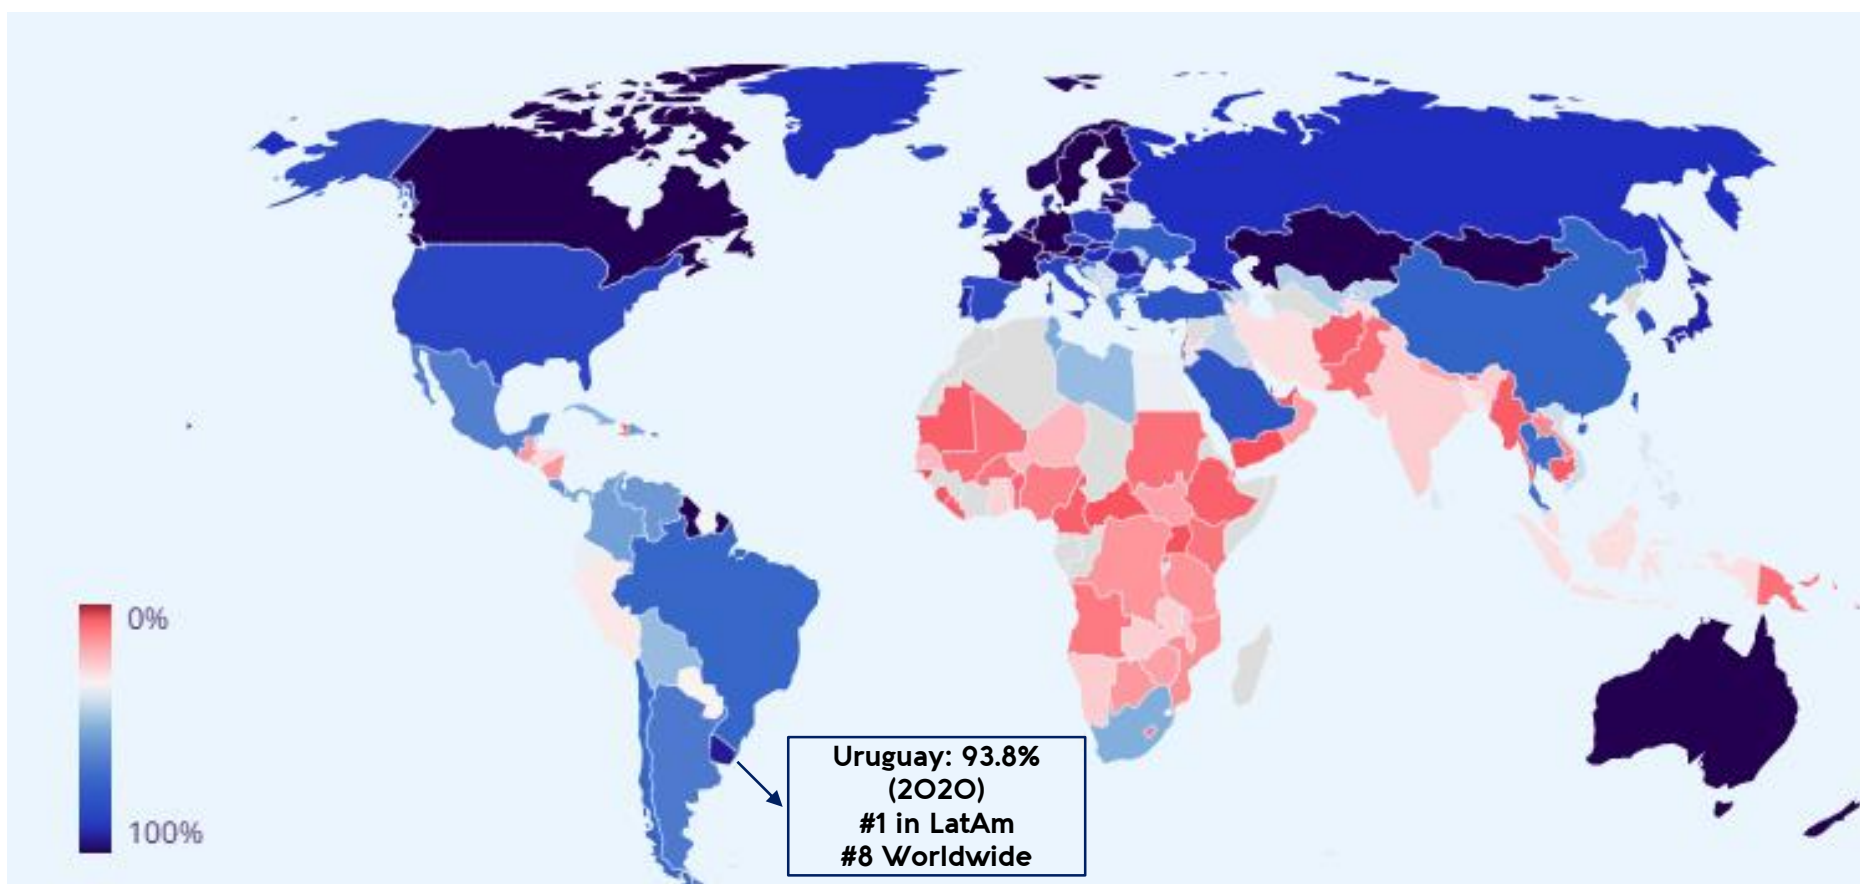 0%
100%
Uruguay: 93.8%
(2020)
#1 in LatAm
#8 Worldwide